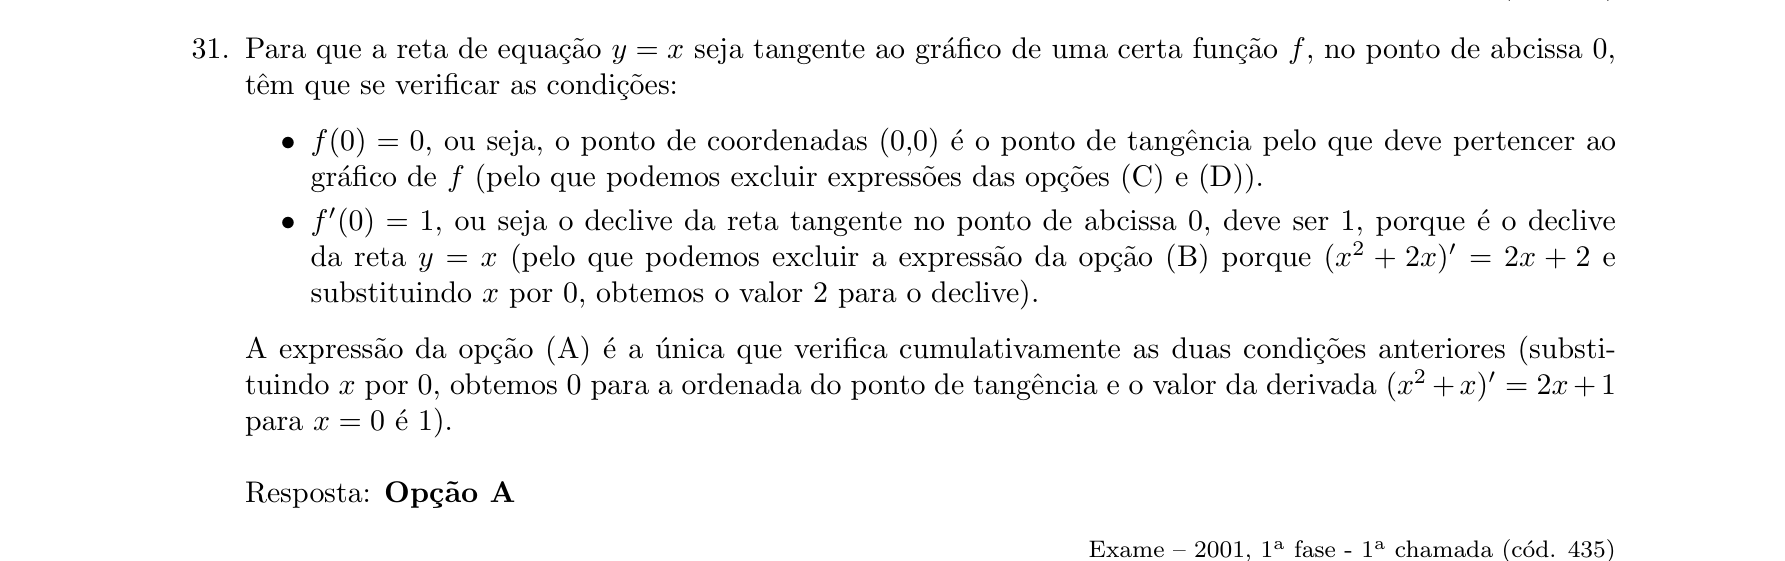 31. Para que a reta de equação y = x seja tangente ao gráfico de uma certa função f, no ponto de abcissa 0,
têm que se verificar as condições:
• f(0) = 0, ou seja, o ponto de coordenadas (0,0) é o ponto de tangência pelo que deve pertencer ao
gráfico de f (pelo que podemos excluir expressões das opções (C) e (D)).
• f′(0) = 1, ou seja o declive da reta tangente no ponto de abcissa 0, deve ser 1, porque é o declive
da reta y = x (pelo que podemos excluir a expressão da opção (B) porque (x² + 2x)′ = 2x + 2 e
substituindo x por 0, obtemos o valor 2 para o declive).
A expressão da opção (A) é a única que verifica cumulativamente as duas condições anteriores (substi-
tuindo x por 0, obtemos 0 para a ordenada do ponto de tangência e o valor da derivada (x² + x)′ = 2x + 1
para x = 0 é 1).
Resposta: Opção A
Exame – 2001, 1ª fase - 1ª chamada (cód. 435)